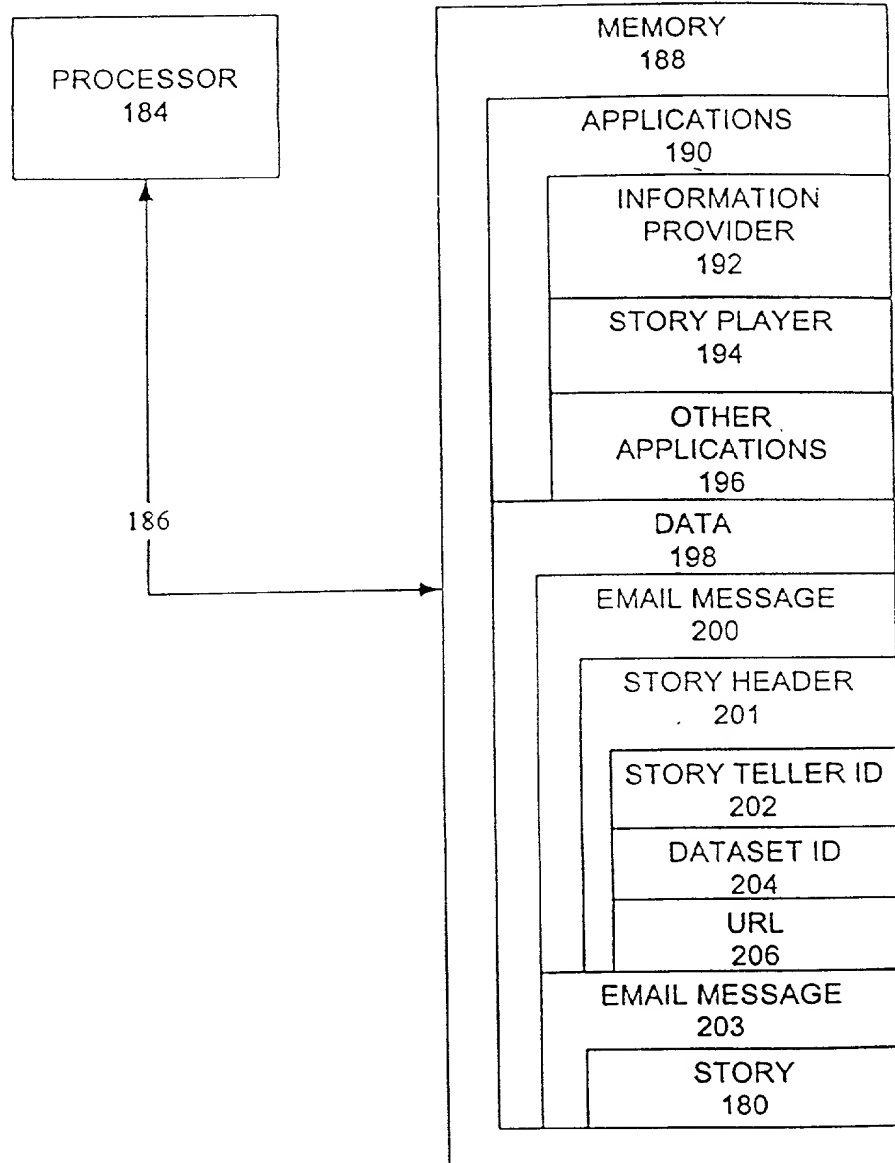 PROCESSOR
184
186
MEMORY
188
APPLICATIONS
190
INFORMATION
PROVIDER
192
STORY PLAYER
194
OTHER
APPLICATIONS
196
DATA
198
EMAIL MESSAGE
200
STORY HEADER
201
STORY TELLER ID
202
DATASET ID
204
URL
206
EMAIL MESSAGE
203
STORY
180